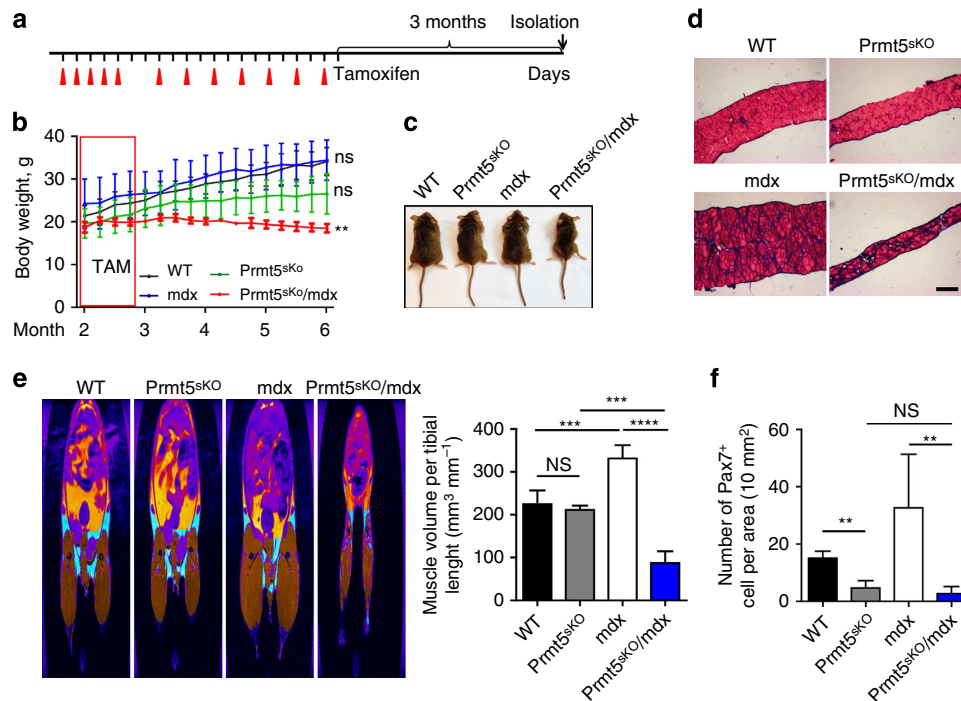 a
3 months
Isolation
Tamoxifen
Days
b
Body weight, g
40
30
20
10
0
TAM
ns
ns
**
WT
Prmt5sKo
mdx
Prmt5sKo/mdx
Month
2
3
4
5
6
c
WT
Prmt5sKO
mdx
Prmt5sKO/mdx
d
WT
Prmt5sKO
mdx
Prmt5sKO/mdx
e
WT
Prmt5sKO
mdx
Prmt5sKO/mdx
Muscle volume per tibial
lenght (mm3 mm−1)
400
300
200
100
0
***
***
****
NS
WT
Prmt5sKO
mdx
Prmt5sKO/mdx
f
Number of Pax7+
cell per area (10 mm2)
60
40
20
0
NS
**
**
WT
Prmt5sKO
mdx
Prmt5sKO/mdx